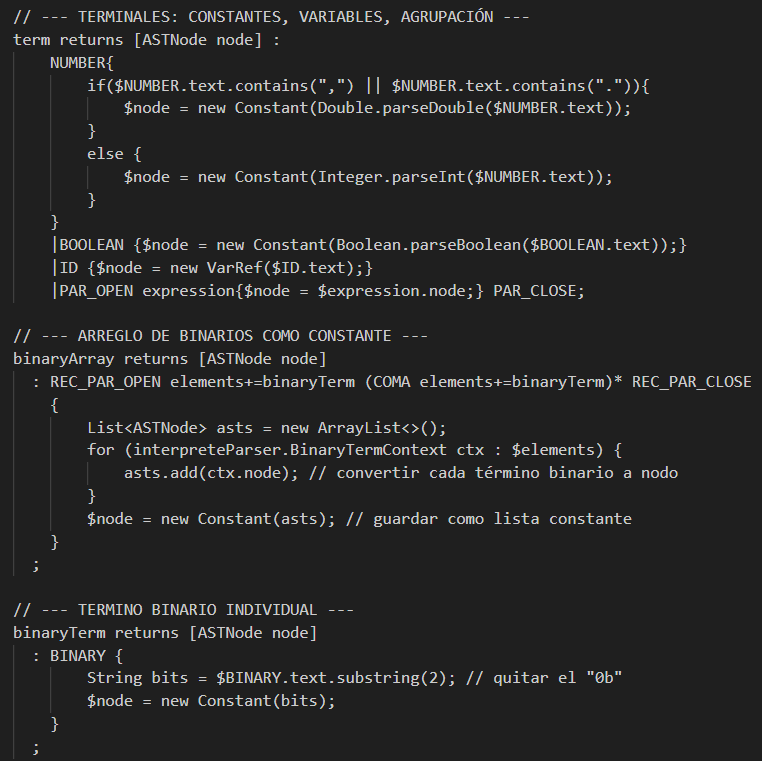 // --- TERMINALES: CONSTANTES, VARIABLES, AGRUPACIÓN ---
term returns [ASTNode node] :
    NUMBER{
        if($NUMBER.text.contains(",") || $NUMBER.text.contains(".")){
            $node = new Constant(Double.parseDouble($NUMBER.text));
        }
        else {
            $node = new Constant(Integer.parseInt($NUMBER.text));
        }
    }
    |BOOLEAN {$node = new Constant(Boolean.parseBoolean($BOOLEAN.text));}
    |ID {$node = new VarRef($ID.text);}
    |PAR_OPEN expression{$node = $expression.node;} PAR_CLOSE;

// --- ARREGLO DE BINARIOS COMO CONSTANTE ---
binaryArray returns [ASTNode node]
  : REC_PAR_OPEN elements+=binaryTerm (COMA elements+=binaryTerm)* REC_PAR_CLOSE
    {
        List<ASTNode> asts = new ArrayList<>();
        for (interpreteParser.BinaryTermContext ctx : $elements) {
            asts.add(ctx.node); // convertir cada término binario a nodo
        }
        $node = new Constant(asts); // guardar como lista constante
    }
  ;

// --- TERMINO BINARIO INDIVIDUAL ---
binaryTerm returns [ASTNode node]
  : BINARY {
        String bits = $BINARY.text.substring(2); // quitar el "0b"
        $node = new Constant(bits);
    }
  ;